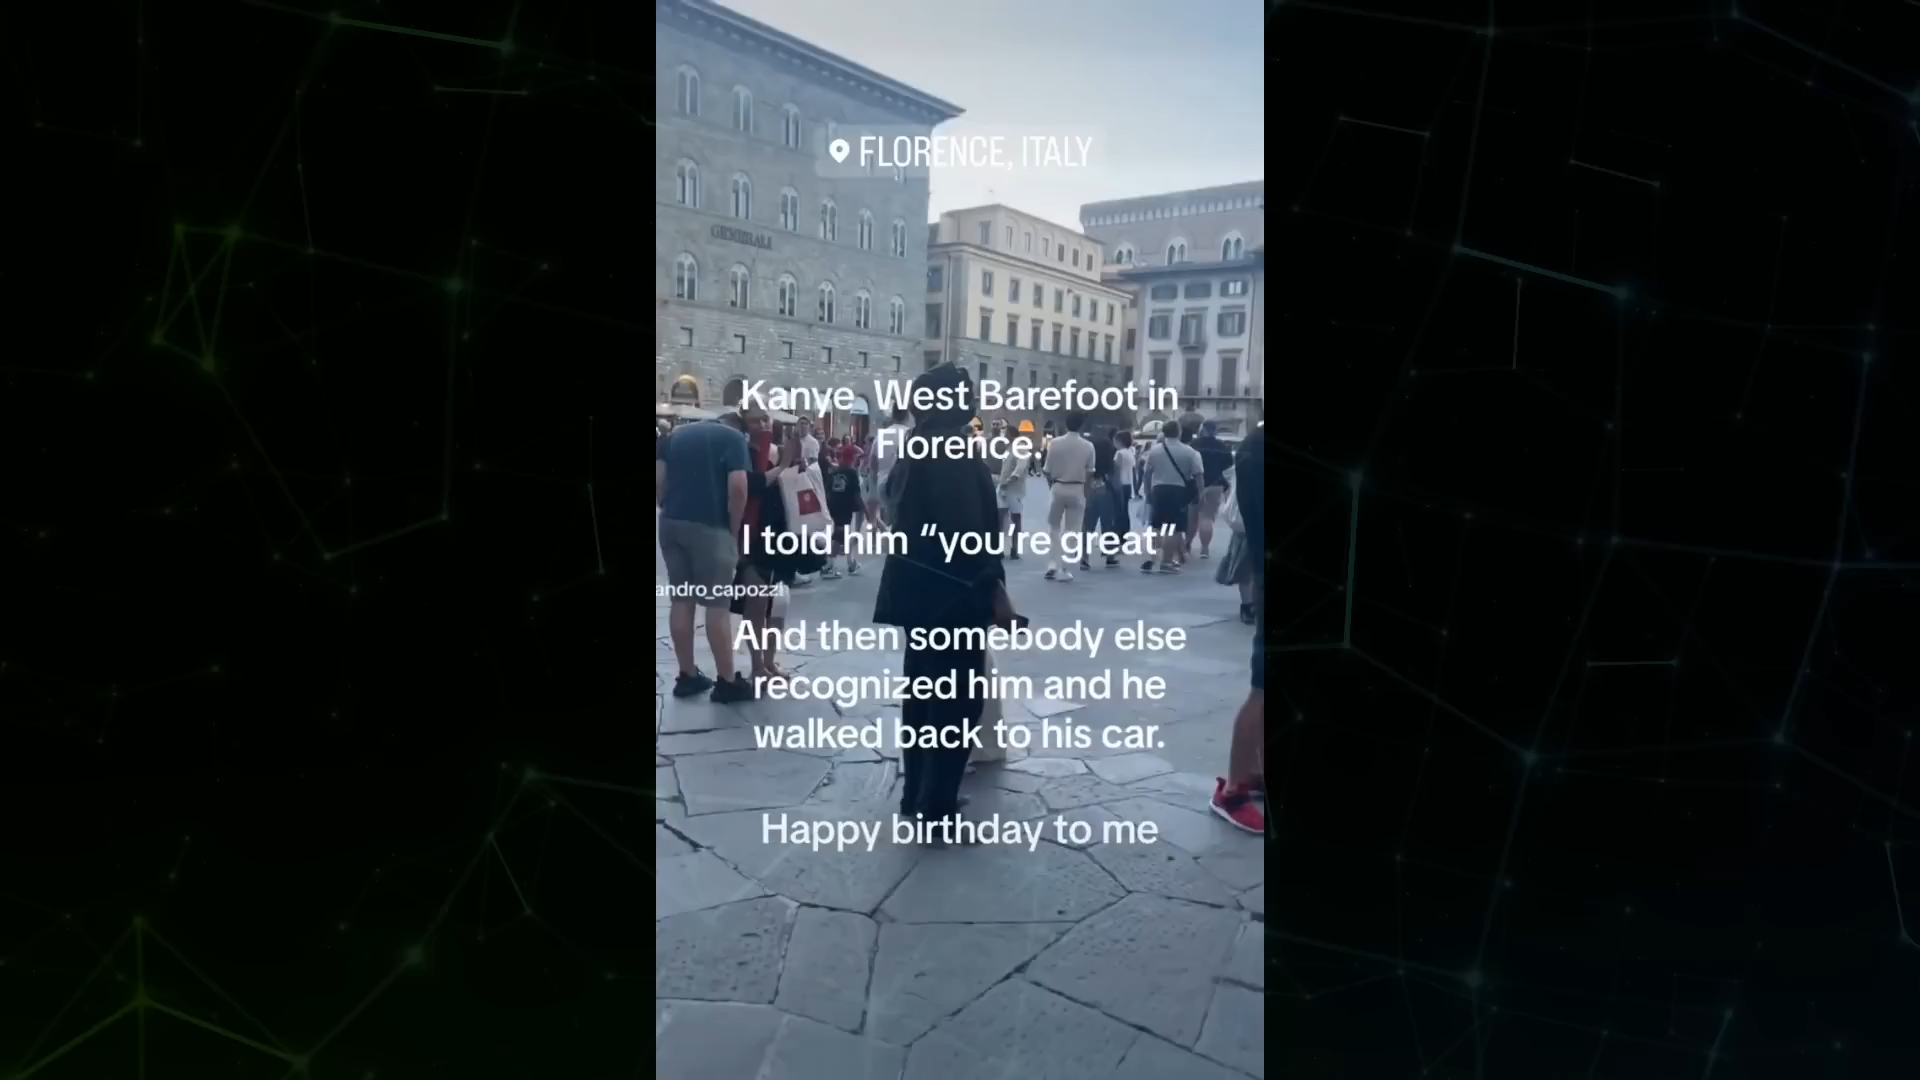 FLORENCE, ITALY
GENERALI
Kanye West Barefoot in
Florence.
I told him “you’re great”
andro_capozzi
And then somebody else
recognized him and he
walked back to his car.
Happy birthday to me